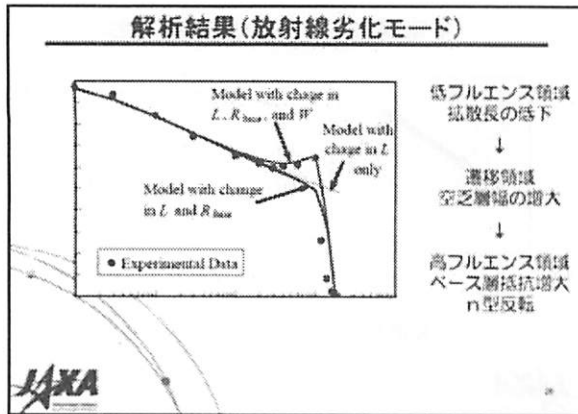 解析結果(放射線劣化モード)
Model with chage in
L, R_base, and W
Model with
chage in L
only
Model with change
in L and R_base
● Experimental Data
低フルエンス領域
拡散長の低下
↓
遷移領域
空乏層幅の増大
↓
高フルエンス領域
ベース層抵抗増大
n型反転
JAXA